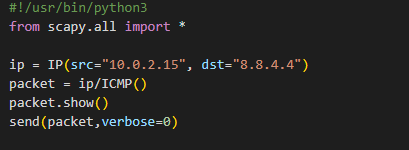 #!/usr/bin/python3
from scapy.all import *
ip = IP(src="10.0.2.15", dst="8.8.4.4")
packet = ip/ICMP()
packet.show()
send(packet,verbose=0)